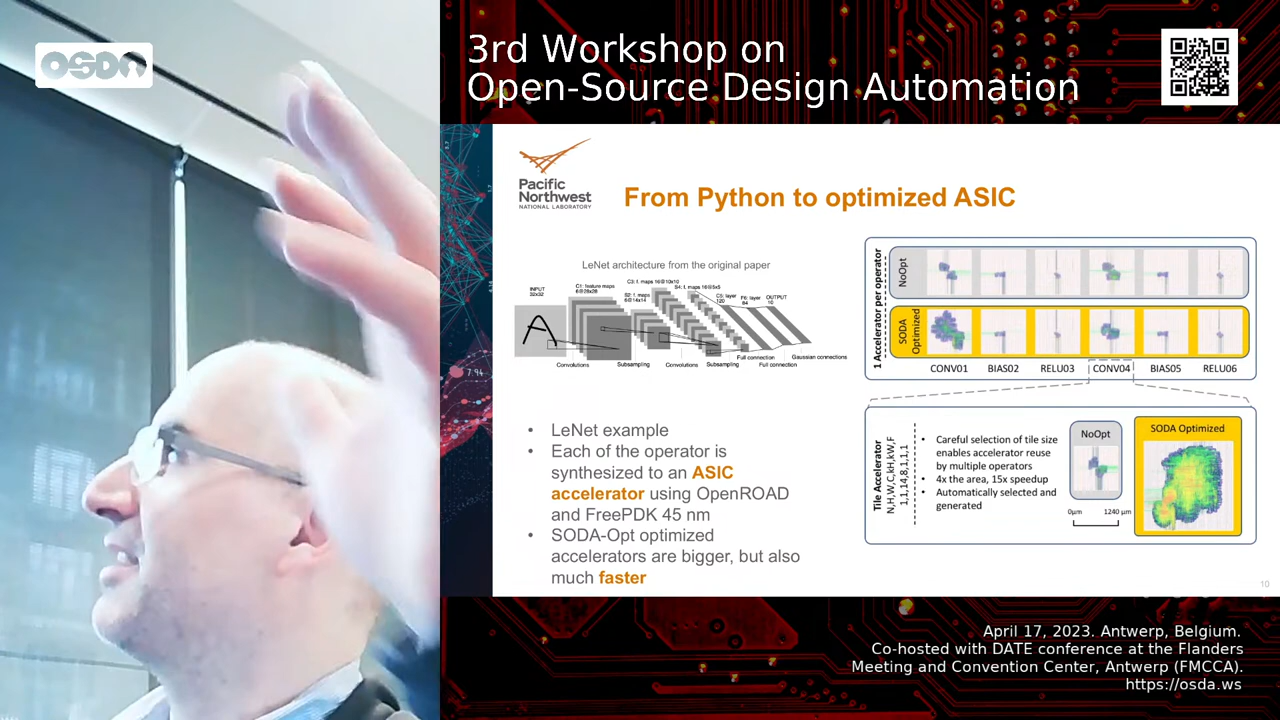 OSDA
3rd Workshop on
Open-Source Design Automation
Pacific
Northwest
NATIONAL LABORATORY
From Python to optimized ASIC
LeNet architecture from the original paper
INPUT
32x32
C1: feature maps
6@28x28
C3: f. maps 16@10x10
S2: f. maps
6@14x14
S4: f. maps 16@5x5
C5: layer
120
F6: layer
84
OUTPUT
10
A
Convolutions
Subsampling
Convolutions
Subsampling
Full connection
Full connection
Gaussian connections
• LeNet example
• Each of the operator is
synthesized to an ASIC
accelerator using OpenROAD
and FreePDK 45 nm
• SODA-Opt optimized
accelerators are bigger, but also
much faster
1 Accelerator per operator
NoOpt
SODA
Optimized
CONV01 BIAS02 RELU03 CONV04 BIAS05 RELU06
Tile Accelerator
N,H,W,C,kH,kW,F
1,1,14,8,1,1,1
• Careful selection of tile size
enables accelerator reuse
by multiple operators
• 4x the area, 15x speedup
• Automatically selected and
generated
NoOpt
0µm 1240 µm
SODA Optimized
10
7.94
April 17, 2023. Antwerp, Belgium.
Co-hosted with DATE conference at the Flanders
Meeting and Convention Center, Antwerp (FMCCA).
https://osda.ws